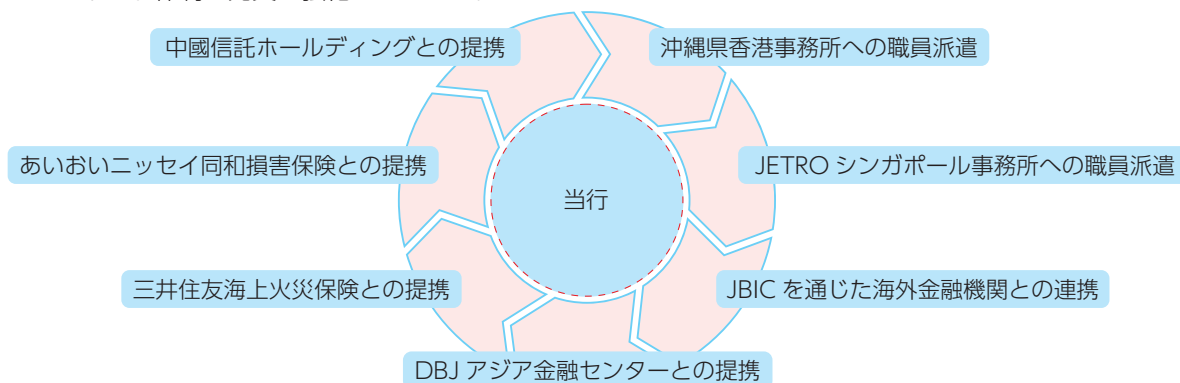 中國信託ホールディングとの提携
沖縄県香港事務所への職員派遣
あいおいニッセイ同和損害保険との提携
JETRO シンガポール事務所への職員派遣
当行
三井住友海上火災保険との提携
JBIC を通じた海外金融機関との連携
DBJ アジア金融センターとの提携